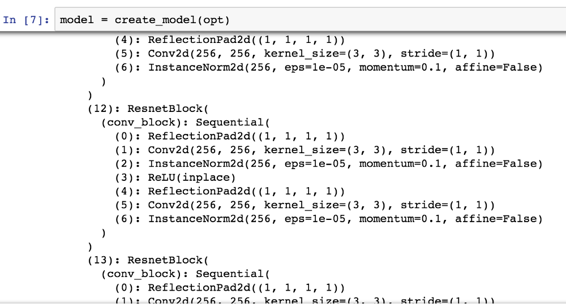 In [7]: model = create_model(opt)
(4): ReflectionPad2d((1, 1, 1, 1))
(5): Conv2d(256, 256, kernel_size=(3, 3), stride=(1, 1))
(6): InstanceNorm2d(256, eps=1e-05, momentum=0.1, affine=False)
)
)
(12): ResnetBlock(
(conv_block): Sequential(
(0): ReflectionPad2d((1, 1, 1, 1))
(1): Conv2d(256, 256, kernel_size=(3, 3), stride=(1, 1))
(2): InstanceNorm2d(256, eps=1e-05, momentum=0.1, affine=False)
(3): ReLU(inplace)
(4): ReflectionPad2d((1, 1, 1, 1))
(5): Conv2d(256, 256, kernel_size=(3, 3), stride=(1, 1))
(6): InstanceNorm2d(256, eps=1e-05, momentum=0.1, affine=False)
)
)
(13): ResnetBlock(
(conv_block): Sequential(
(0): ReflectionPad2d((1, 1, 1, 1))
(1): Conv2d(256, 256, kernel_size=(3, 3), stride=(1, 1))